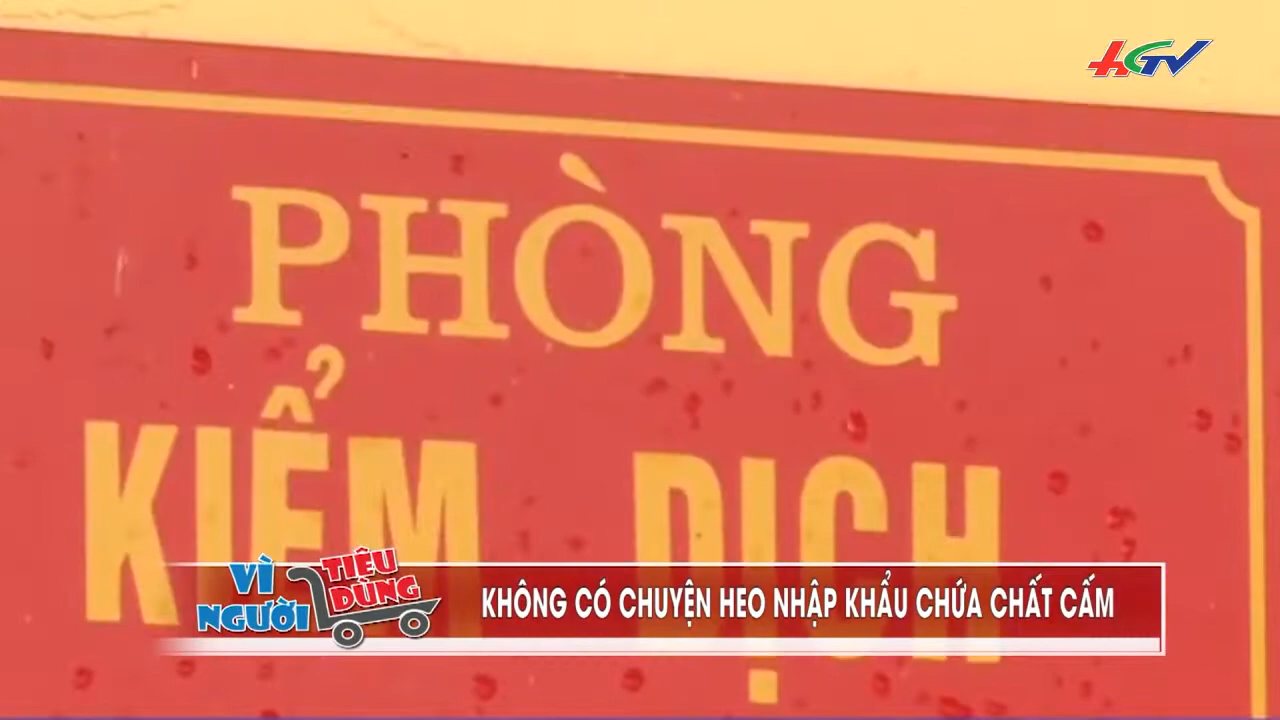 HGTV
PHÒNG
KIỂM DỊCH
VÌ NGƯỜI TIÊU DÙNG
KHÔNG CÓ CHUYỆN HEO NHẬP KHẨU CHỨA CHẤT CẤM